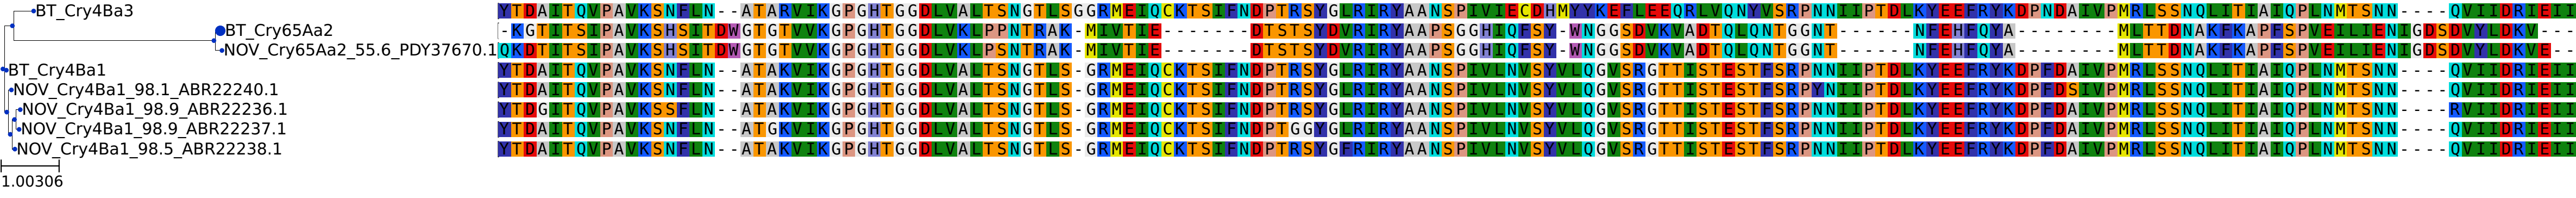 BT_Cry4Ba3 YTDAITQVPAVKSNFLN--ATARVIKGPGHTGGDLVALTSNGTLSGGRMEIQCKTSIFNDPTRSYGLRIRYAANSPIVIECDHMYYKEFLEEQRLVQNYVSRPNNIIPTDLKYEEFRYKDPNDAIVPMRLSSNQLITIAIQPLNMTSNN----QVIIDRIEII
BT_Cry65Aa2 -KGTITSIPAVKSHSITDWGTGTVVKGPGHTGGDLVKLPPNTRAK-MIVTIE-------DTSTSYDVRIRYAAPSGGHIQFSY-WNGGSDVKVADTQLQNTGGNT------NFEHFQYA--------MLTTDNAKFKAPFSPVEILIENIGDSDVYLDKV---
NOV_Cry65Aa2_55.6_PDY37670.1 QKDTITSIPAVKSHSITDWGTGTVVKGPGHTGGDLVKLPPNTRAK-MIVTIE-------DTSTSYDVRIRYAAPSGGHIQFSY-WNGGSDVKVADTQLQNTGGNT------NFEHFQYA--------MLTTDNAKFKAPFSPVEILIENIGDSDVYLDKVE--
BT_Cry4Ba1 YTDAITQVPAVKSNFLN--ATAKVIKGPGHTGGDLVALTSNGTLS-GRMEIQCKTSIFNDPTRSYGLRIRYAANSPIVLNVSYVLQGVSRGTTISTESTFSRPNNIIPTDLKYEEFRYKDPFDAIVPMRLSSNQLITIAIQPLNMTSNN----QVIIDRIEII
NOV_Cry4Ba1_98.1_ABR22240.1 YTDAITQVPAVKSNFLN--ATAKVIKGPGHTGGDLVALTSNGTLS-GRMEIQCKTSIFNDPTRSYGLRIRYAANSPIVLNVSYVLQGVSRGTTISTESTFSRPYNIIPTDLKYEEFRYKDPFDSIVPMRLSSNQLITIAIQPLNMTSNN----QVIIDRIEII
NOV_Cry4Ba1_98.9_ABR22236.1 YTDGITQVPAVKSSFLN--ATAKVIKGPGHTGGDLVALTSNGTLS-GRMEIQCKTSIFNDPTRSYGLRIRYAANSPIVLNVSYVLQGVSRGTTISTESTFSRPNNIIPTDLKYEEFRYKDPFDAIVPMRLSSNQLITIAIQPLNMTSNN----RVIIDRIEII
NOV_Cry4Ba1_98.9_ABR22237.1 YTDAITQVPAVKSNFLN--ATGKVIKGPGHTGGDLVALTSNGTLS-GRMEIQCKTSIFNDPTGGYGLRIRYAANSPIVLNVSYVLQGVSRGTTISTESTFSRPNNIIPTDLKYEEFRYKDPFDAIVPMRLSSNQLITIAIQPLNMTSNN----QVIIDRIEII
NOV_Cry4Ba1_98.5_ABR22238.1 YTDAITQVPAVKSNFLN--ATAKVIKGPGHTGGDLVALTSNGTLS-GRMEIQCKTSIFNDPTRSYGFRIRYAANSPIVLNVSYVLQGVSRGTTISTESTFSRPNNIIPTDLKYEEFRYKDPFDAIVPMRLSSNQLITIAIQPLNMTSNN----QVIIDRIEII
1.00306